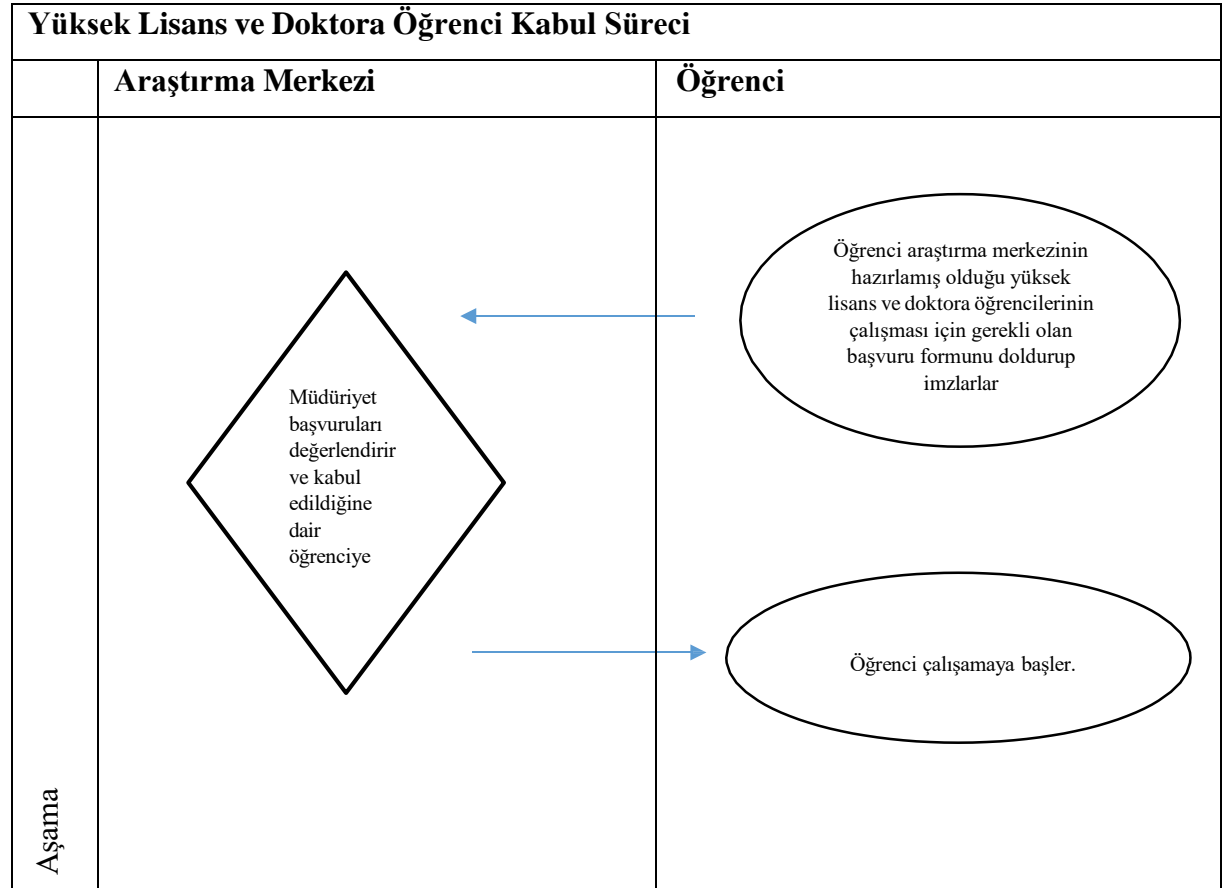 Yüksek Lisans ve Doktora Öğrenci Kabul Süreci
Araştırma Merkezi
Öğrenci
Öğrenci araştırma merkezinin
hazırlamış olduğu yüksek
lisans ve doktora öğrencilerinin
çalışması için gerekli olan
başvuru formunu doldurup
imzlarlar
Müdüriyet
başvuruları
değerlendirir
ve kabul
edildiğine
dair
öğrenciye
Öğrenci çalışamaya başler.
Aşama